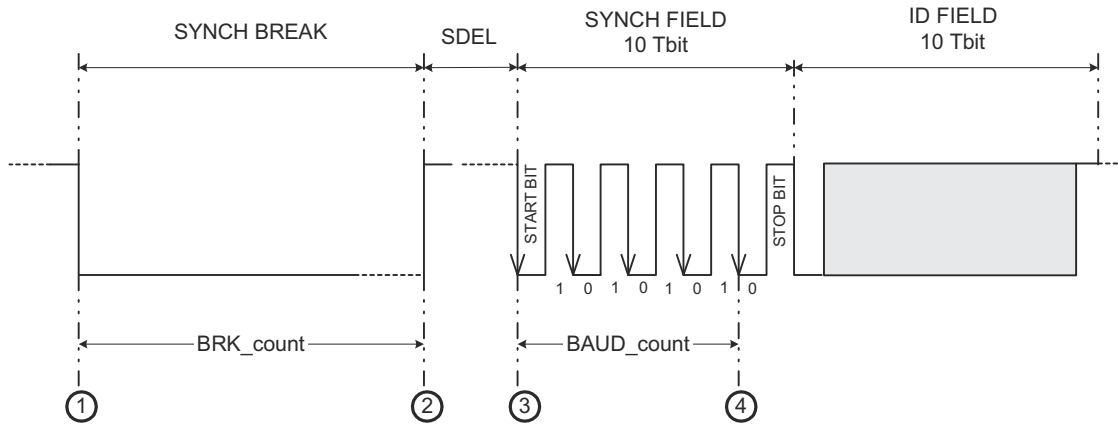 SYNCH BREAK
SDEL
SYNCH FIELD
10 Tbit
ID FIELD
10 Tbit
START BIT
STOP BIT
1 0 1 0 1 0 1 0
BRK_count
BAUD_count
1 2 3 4